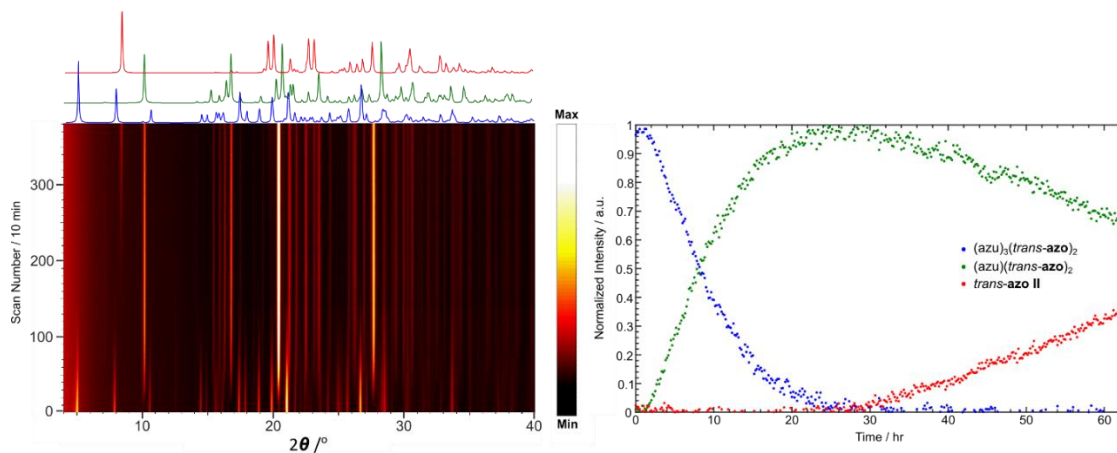 Max
Min
Scan Number / 10 min
300
200
100
0
10
20
30
40
2θ /°
Normalized Intensity / a.u.
1
0.9
0.8
0.7
0.6
0.5
0.4
0.3
0.2
0.1
0
(azu)₃(trans-azo)₂
(azu)(trans-azo)₂
trans-azo II
0
10
20
30
40
50
60
Time / hr